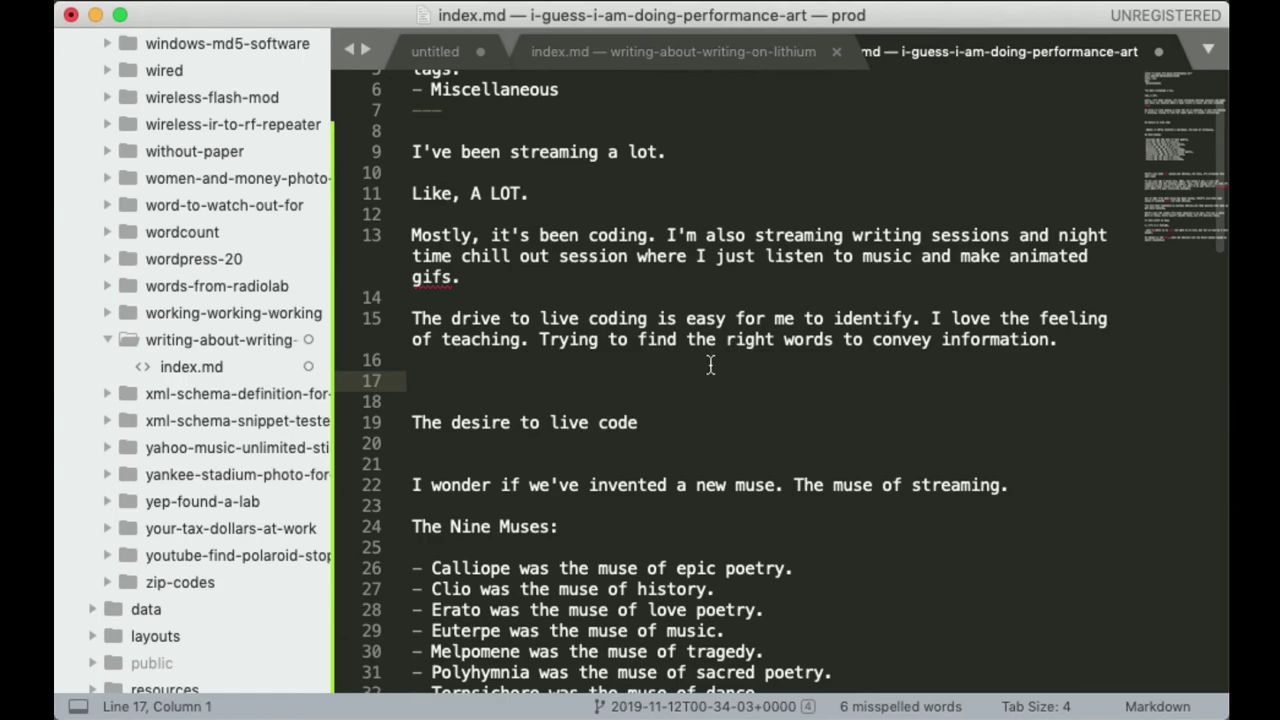 index.md — i-guess-i-am-doing-performance-art — prod
UNREGISTERED
untitled
index.md — writing-about-writing-on-lithium
md — i-guess-i-am-doing-performance-art
windows-md5-software
wired
wireless-flash-mod
wireless-ir-to-rf-repeater
without-paper
women-and-money-photo-
word-to-watch-out-for
wordcount
wordpress-20
words-from-radiolab
working-working-working
writing-about-writing-
index.md
xml-schema-definition-for-
xml-schema-snippet-teste
yahoo-music-unlimited-sti
yankee-stadium-photo-for-
yep-found-a-lab
your-tax-dollars-at-work
youtube-find-polaroid-stop
zip-codes
data
layouts
public
resources
5 tags:
6 - Miscellaneous
7 ---
8
9 I've been streaming a lot.
10
11 Like, A LOT.
12
13 Mostly, it's been coding. I'm also streaming writing sessions and night
time chill out session where I just listen to music and make animated
gifs.
14
15 The drive to live coding is easy for me to identify. I love the feeling
of teaching. Trying to find the right words to convey information.
16
17
18
19 The desire to live code
20
21
22 I wonder if we've invented a new muse. The muse of streaming.
23
24 The Nine Muses:
25
26 - Calliope was the muse of epic poetry.
27 - Clio was the muse of history.
28 - Erato was the muse of love poetry.
29 - Euterpe was the muse of music.
30 - Melpomene was the muse of tragedy.
31 - Polyhymnia was the muse of sacred poetry.
32 - Terpsichore was the muse of dance.
Line 17, Column 1
2019-11-12T00-34-03+0000 4
6 misspelled words
Tab Size: 4
Markdown